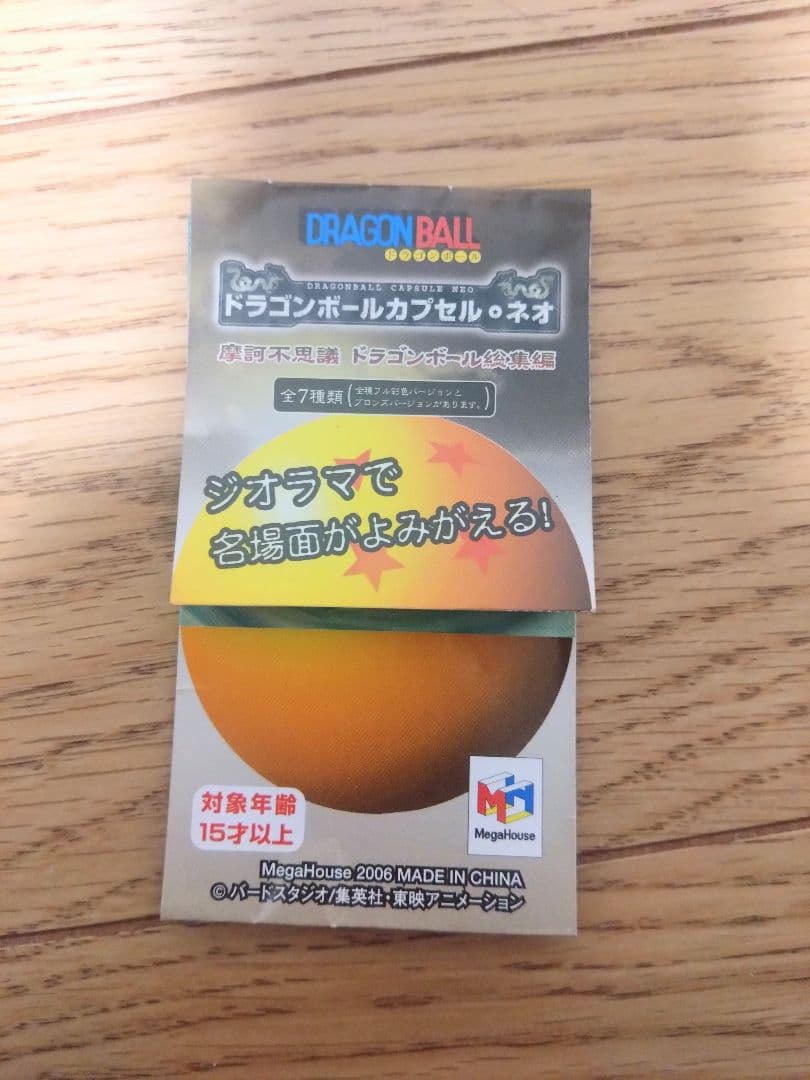 DRAGON BALL
ドラゴンボール
DRAGONBALL CAPSULE NEO
ドラゴンボールカプセル・ネオ
摩訶不思議 ドラゴンボール総集編
全7種類(全種フル彩色バージョンと
ブロンズバージョンがあります。)
ジオラマで
名場面がよみがえる!
対象年齢
15才以上
MegaHouse
MegaHouse 2006 MADE IN CHINA
©バードスタジオ/集英社・東映アニメーション